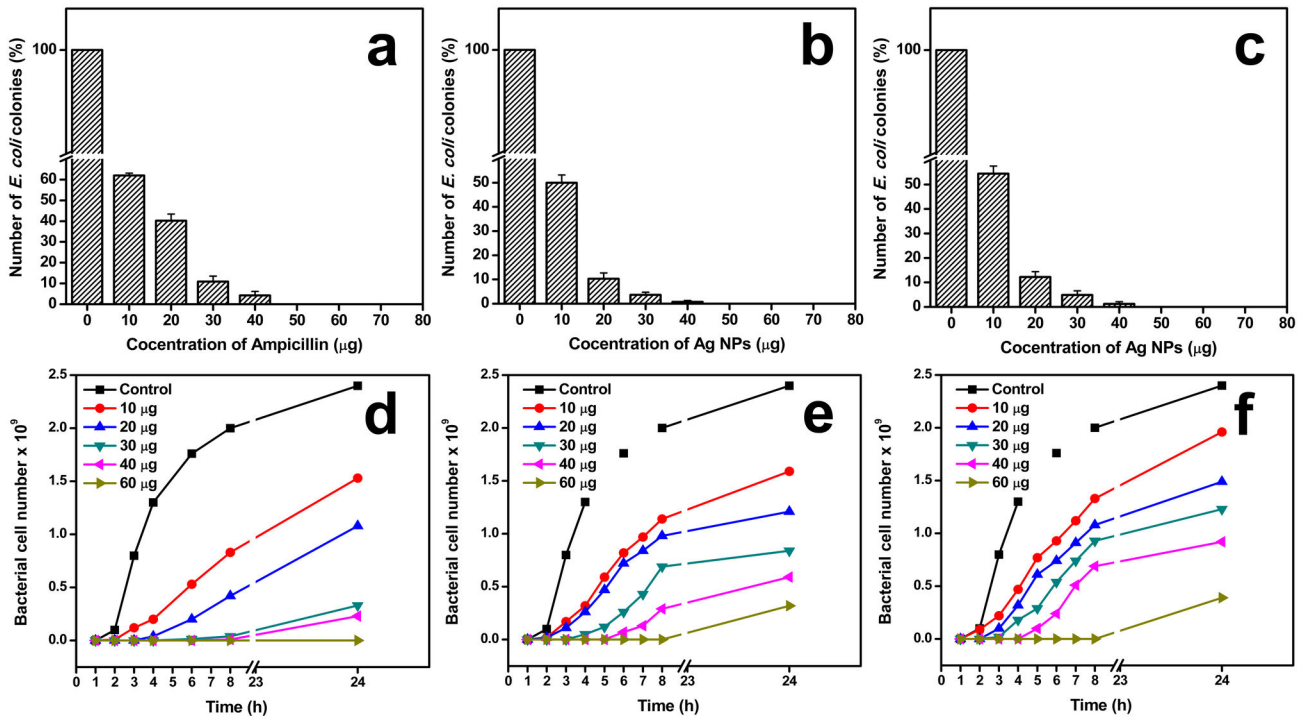 a
Number of E. coli colonies (%)
100
60
50
40
30
20
10
0
0 10 20 30 40 50 60 70 80
Cocentration of Ampicillin (μg)
b
Number of E. coli colonies (%)
100
50
40
30
20
10
0
0 10 20 30 40 50 60 70 80
Cocentration of Ag NPs (μg)
c
Number of E. coli colonies (%)
100
50
40
30
20
10
0
0 10 20 30 40 50 60 70 80
Cocentration of Ag NPs (μg)
d
Bacterial cell number x 10⁹
2.5
2.0
1.5
1.0
0.5
0.0
Control
10 μg
20 μg
30 μg
40 μg
60 μg
0 1 2 3 4 5 6 7 8 23 24
Time (h)
e
Bacterial cell number x 10⁹
2.5
2.0
1.5
1.0
0.5
0.0
Control
10 μg
20 μg
30 μg
40 μg
60 μg
0 1 2 3 4 5 6 7 8 23 24
Time (h)
f
Bacterial cell number x 10⁹
2.5
2.0
1.5
1.0
0.5
0.0
Control
10 μg
20 μg
30 μg
40 μg
60 μg
0 1 2 3 4 5 6 7 8 23 24
Time (h)